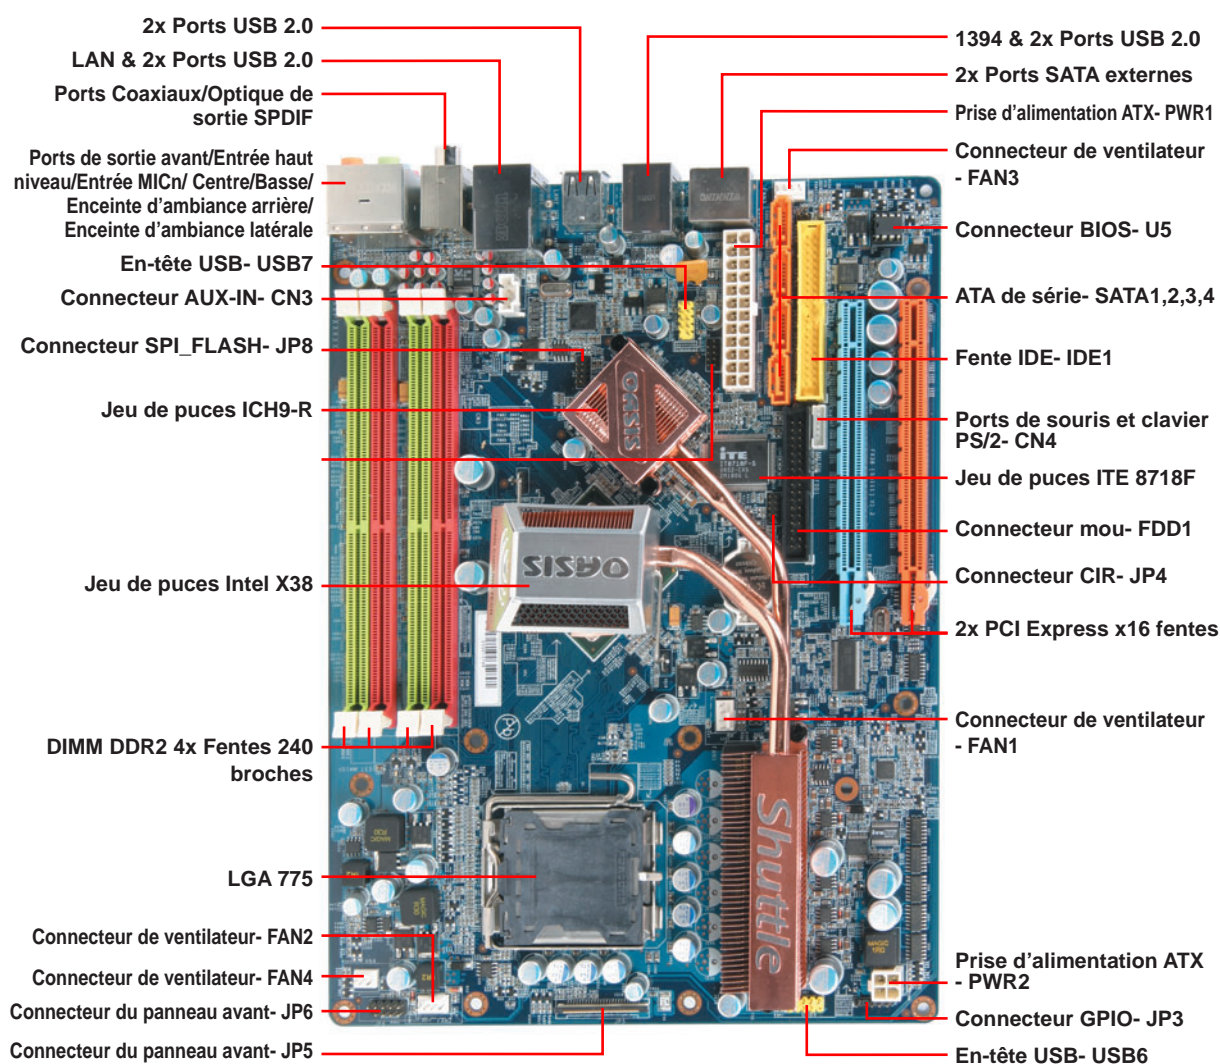 2x Ports USB 2.0
LAN & 2x Ports USB 2.0
Ports Coaxiaux/Optique de
sortie SPDIF
Ports de sortie avant/Entrée haut
niveau/Entrée MICn/ Centre/Basse/
Enceinte d’ambiance arrière/
Enceinte d’ambiance latérale
En-tête USB- USB7
Connecteur AUX-IN- CN3
Connecteur SPI_FLASH- JP8
Jeu de puces ICH9-R
Jeu de puces Intel X38
DIMM DDR2 4x Fentes 240
broches
LGA 775
Connecteur de ventilateur- FAN2
Connecteur de ventilateur- FAN4
Connecteur du panneau avant- JP6
Connecteur du panneau avant- JP5
1394 & 2x Ports USB 2.0
2x Ports SATA externes
Prise d’alimentation ATX- PWR1
Connecteur de ventilateur
- FAN3
Connecteur BIOS- U5
ATA de série- SATA1,2,3,4
Fente IDE- IDE1
Ports de souris et clavier
PS/2- CN4
Jeu de puces ITE 8718F
Connecteur mou- FDD1
Connecteur CIR- JP4
2x PCI Express x16 fentes
Connecteur de ventilateur
- FAN1
Prise d’alimentation ATX
- PWR2
Connecteur GPIO- JP3
En-tête USB- USB6
OASIS
OASIS
iTE
IT8718F-S
Shuttle